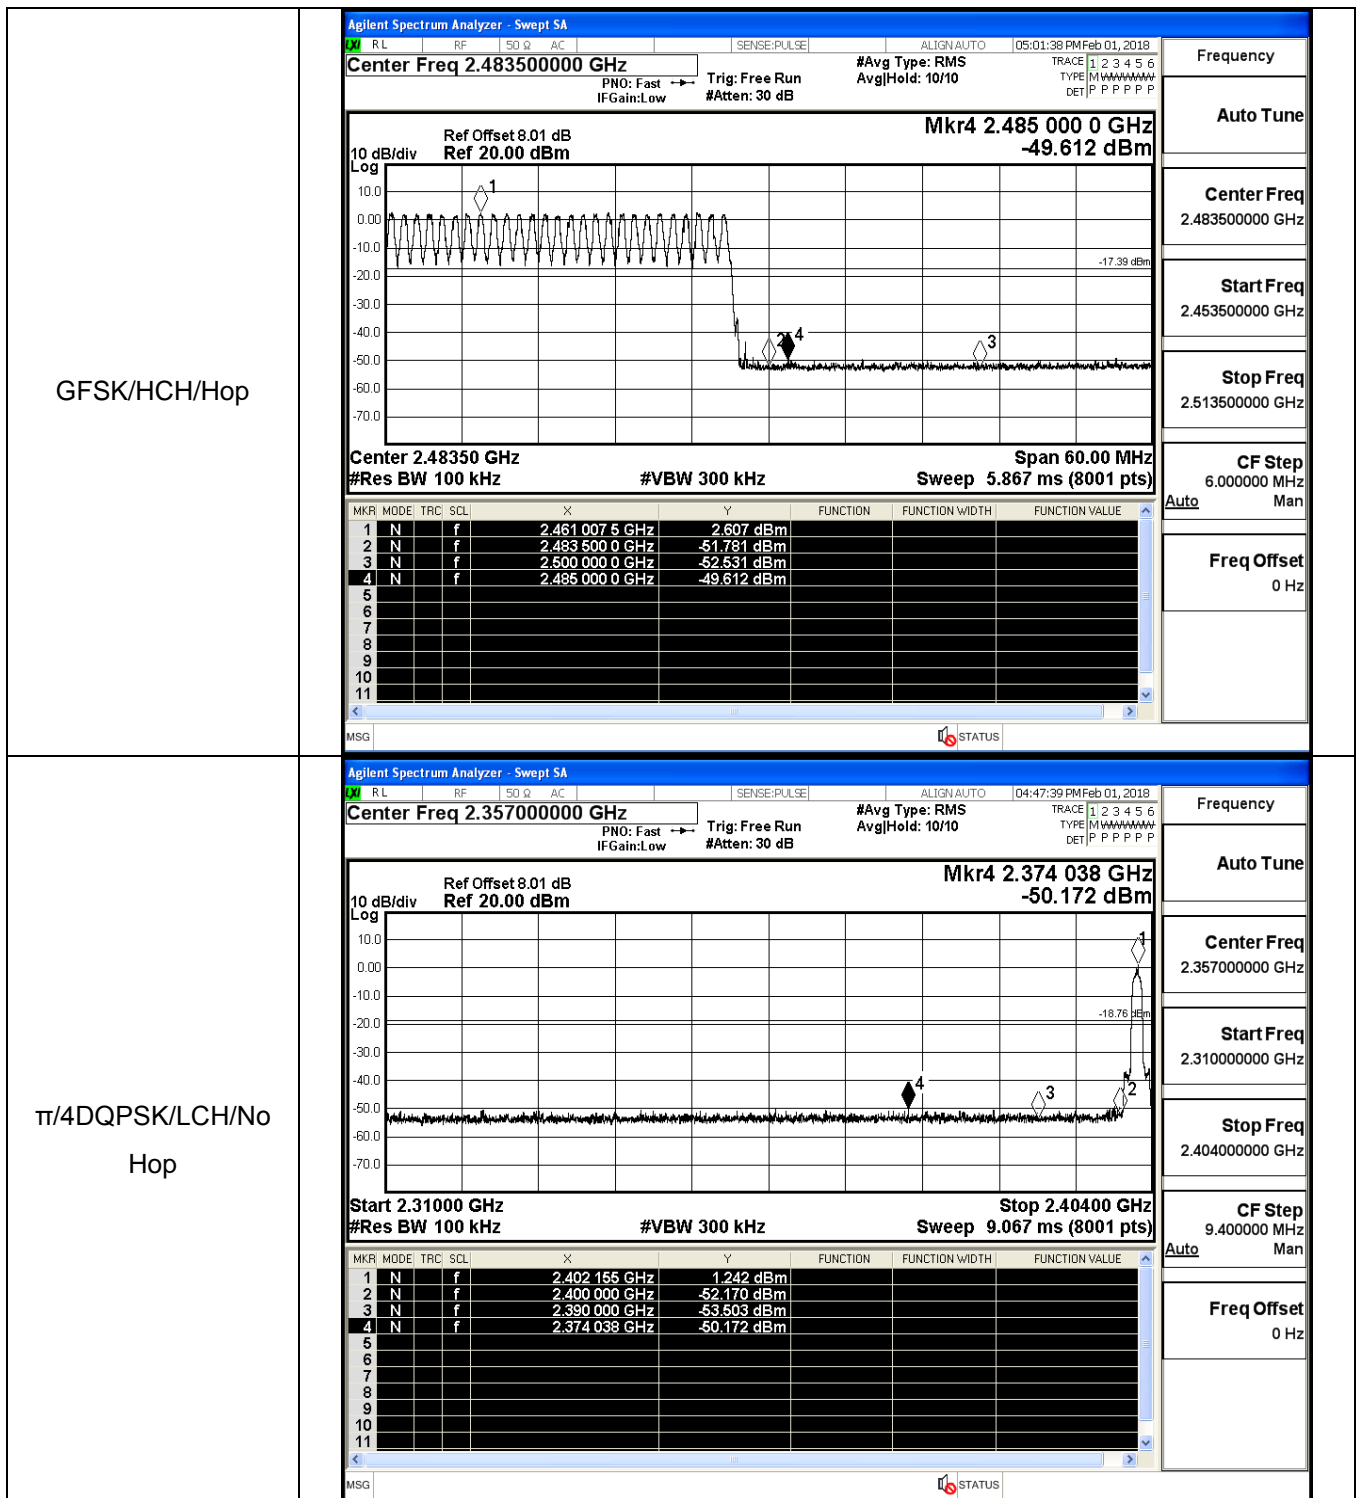 GFSK/HCH/Hop
Agilent Spectrum Analyzer - Swept SA
LXI RL RF 50 Ω AC SENSE:PULSE ALIGN AUTO 05:01:38 PM Feb 01, 2018
Center Freq 2.483500000 GHz
PNO: Fast
IFGain:Low
Trig: Free Run
#Atten: 30 dB
#Avg Type: RMS
Avg|Hold: 10/10
TRACE 1 2 3 4 5 6
TYPE M WWWWW
DET P P P P P P
Ref Offset 8.01 dB
10 dB/div Ref 20.00 dBm
Log
Mkr4 2.485 000 0 GHz
-49.612 dBm
10.0
0.00
-10.0
-20.0
-30.0
-40.0
-50.0
-60.0
-70.0
1
2
4
3
-17.39 dBm
Center 2.48350 GHz Span 60.00 MHz
#Res BW 100 kHz #VBW 300 kHz Sweep 5.867 ms (8001 pts)
MKR MODE TRC SCL X Y FUNCTION FUNCTION WIDTH FUNCTION VALUE
1 N f 2.461 007 5 GHz 2.607 dBm
2 N f 2.483 500 0 GHz -51.781 dBm
3 N f 2.500 000 0 GHz -52.531 dBm
4 N f 2.485 000 0 GHz -49.612 dBm
5
6
7
8
9
10
11
MSG STATUS
Frequency
Auto Tune
Center Freq
2.483500000 GHz
Start Freq
2.453500000 GHz
Stop Freq
2.513500000 GHz
CF Step
6.000000 MHz
Auto Man
Freq Offset
0 Hz
π/4DQPSK/LCH/No
Hop
Agilent Spectrum Analyzer - Swept SA
LXI RL RF 50 Ω AC SENSE:PULSE ALIGN AUTO 04:47:39 PM Feb 01, 2018
Center Freq 2.357000000 GHz
PNO: Fast
IFGain:Low
Trig: Free Run
#Atten: 30 dB
#Avg Type: RMS
Avg|Hold: 10/10
TRACE 1 2 3 4 5 6
TYPE M WWWWW
DET P P P P P P
Ref Offset 8.01 dB
10 dB/div Ref 20.00 dBm
Log
Mkr4 2.374 038 GHz
-50.172 dBm
10.0
0.00
-10.0
-20.0
-30.0
-40.0
-50.0
-60.0
-70.0
1
-18.76 dBm
4
3
2
Start 2.31000 GHz Stop 2.40400 GHz
#Res BW 100 kHz #VBW 300 kHz Sweep 9.067 ms (8001 pts)
MKR MODE TRC SCL X Y FUNCTION FUNCTION WIDTH FUNCTION VALUE
1 N f 2.402 155 GHz 1.242 dBm
2 N f 2.400 000 GHz -52.170 dBm
3 N f 2.390 000 GHz -53.503 dBm
4 N f 2.374 038 GHz -50.172 dBm
5
6
7
8
9
10
11
MSG STATUS
Frequency
Auto Tune
Center Freq
2.357000000 GHz
Start Freq
2.310000000 GHz
Stop Freq
2.404000000 GHz
CF Step
9.400000 MHz
Auto Man
Freq Offset
0 Hz